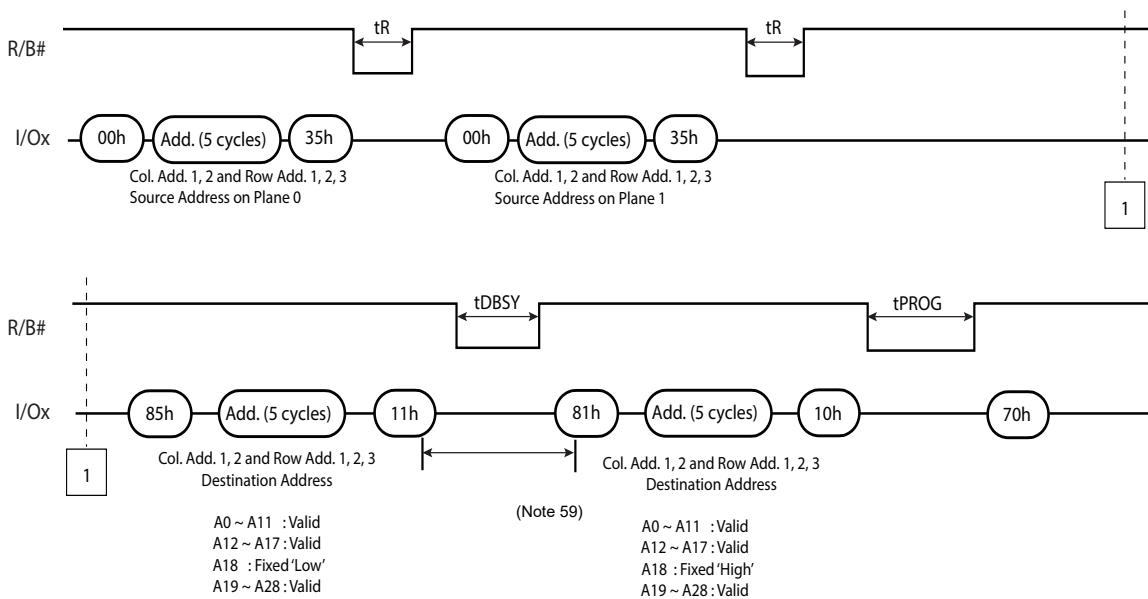 tR tR
R/B#
I/Ox 00h Add. (5 cycles) 35h 00h Add. (5 cycles) 35h
Col. Add. 1, 2 and Row Add. 1, 2, 3
Source Address on Plane 0
Col. Add. 1, 2 and Row Add. 1, 2, 3
Source Address on Plane 1
1
tDBSY tPROG
R/B#
I/Ox 85h Add. (5 cycles) 11h 81h Add. (5 cycles) 10h 70h
1
Col. Add. 1, 2 and Row Add. 1, 2, 3
Destination Address
A0 ~ A11 : Valid
A12 ~ A17 : Valid
A18 : Fixed 'Low'
A19 ~ A28 : Valid
(Note 59)
Col. Add. 1, 2 and Row Add. 1, 2, 3
Destination Address
A0 ~ A11 : Valid
A12 ~ A17 : Valid
A18 : Fixed 'High'
A19 ~ A28 : Valid